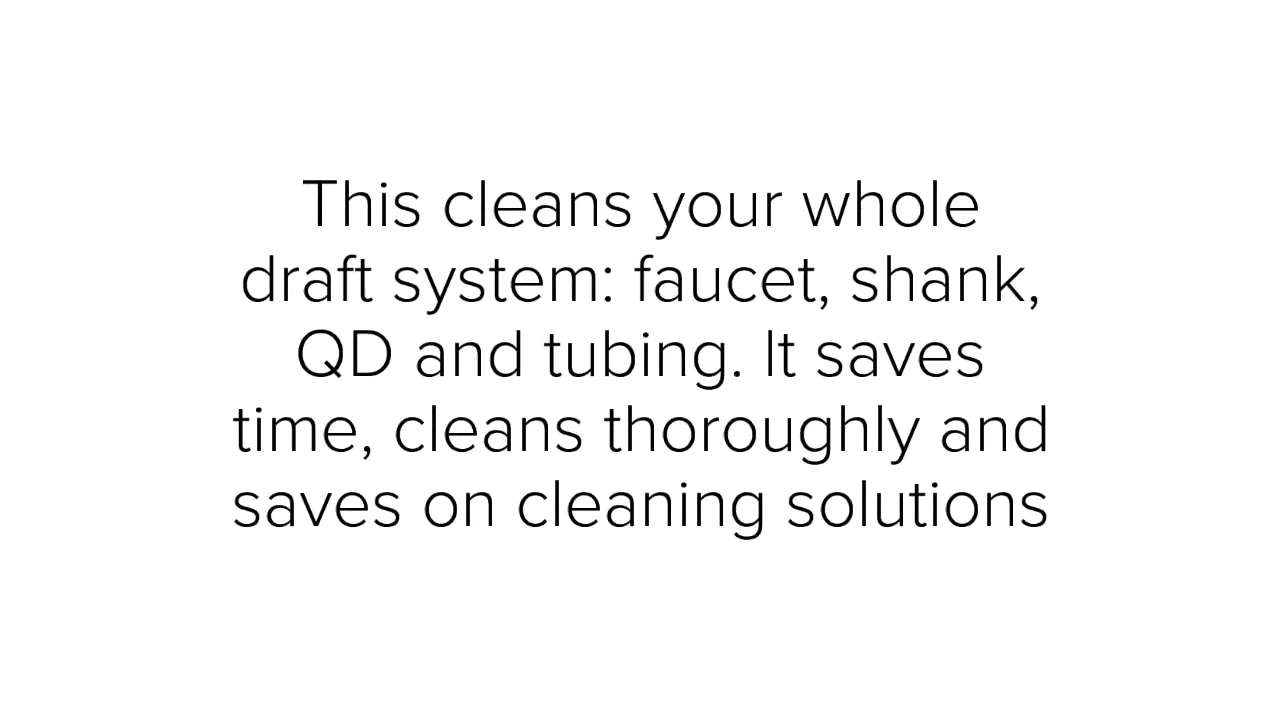 This cleans your whole
draft system: faucet, shank,
QD and tubing. It saves
time, cleans thoroughly and
saves on cleaning solutions